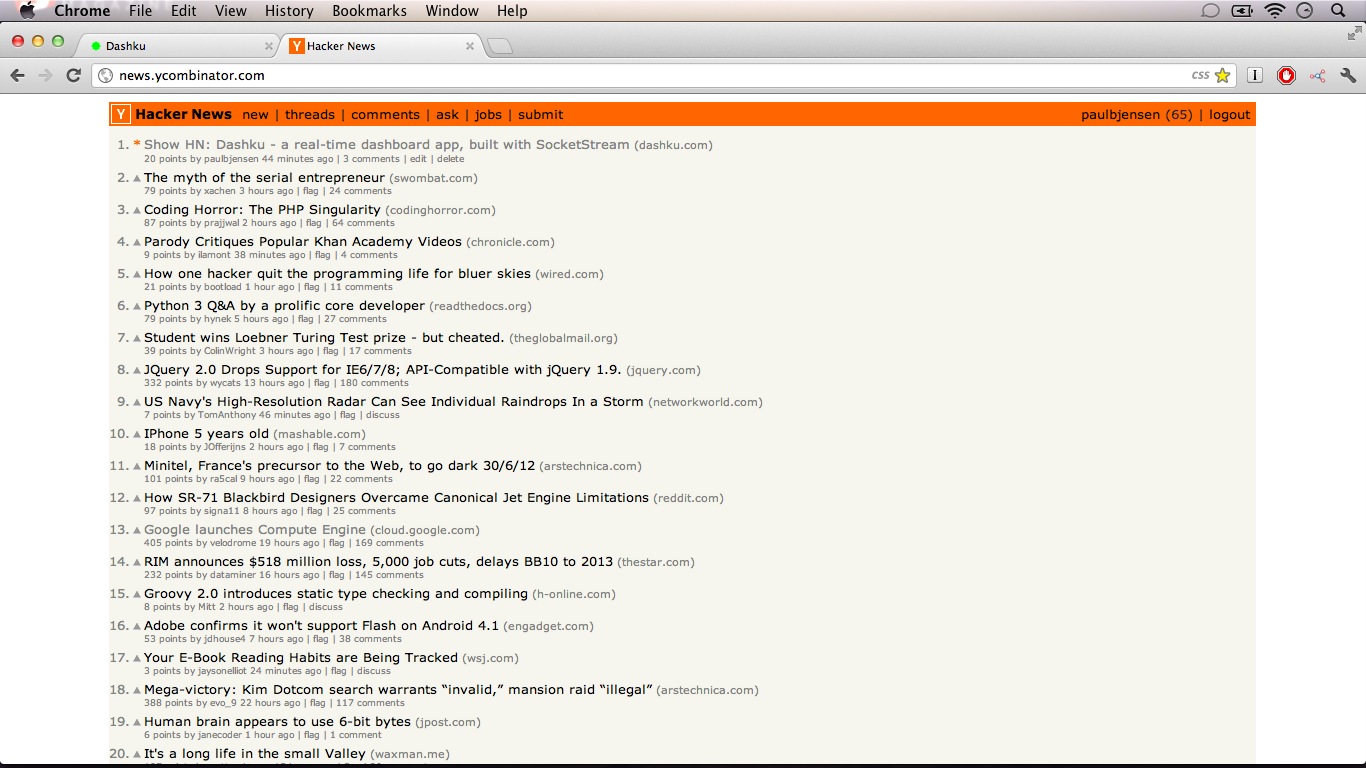 Chrome File Edit View History Bookmarks Window Help
Dashku
Y Hacker News
news.ycombinator.com
CSS
I
Y Hacker News new | threads | comments | ask | jobs | submit paulbjensen (65) | logout
1. * Show HN: Dashku - a real-time dashboard app, built with SocketStream (dashku.com)
20 points by paulbjensen 44 minutes ago | 3 comments | edit | delete
2. The myth of the serial entrepreneur (swombat.com)
79 points by xachen 3 hours ago | flag | 24 comments
3. Coding Horror: The PHP Singularity (codinghorror.com)
87 points by prajjwal 2 hours ago | flag | 64 comments
4. Parody Critiques Popular Khan Academy Videos (chronicle.com)
9 points by ilamont 38 minutes ago | flag | 4 comments
5. How one hacker quit the programming life for bluer skies (wired.com)
21 points by bootload 1 hour ago | flag | 11 comments
6. Python 3 Q&A by a prolific core developer (readthedocs.org)
79 points by hynek 5 hours ago | flag | 27 comments
7. Student wins Loebner Turing Test prize - but cheated. (theglobalmail.org)
39 points by ColinWright 3 hours ago | flag | 17 comments
8. JQuery 2.0 Drops Support for IE6/7/8; API-Compatible with jQuery 1.9. (jquery.com)
332 points by wycats 13 hours ago | flag | 180 comments
9. US Navy's High-Resolution Radar Can See Individual Raindrops In a Storm (networkworld.com)
7 points by TomAnthony 46 minutes ago | flag | discuss
10. IPhone 5 years old (mashable.com)
18 points by JOfferijns 2 hours ago | flag | 7 comments
11. Minitel, France's precursor to the Web, to go dark 30/6/12 (arstechnica.com)
101 points by ra5cal 9 hours ago | flag | 22 comments
12. How SR-71 Blackbird Designers Overcame Canonical Jet Engine Limitations (reddit.com)
97 points by signa11 8 hours ago | flag | 25 comments
13. Google launches Compute Engine (cloud.google.com)
405 points by velodrome 19 hours ago | flag | 169 comments
14. RIM announces $518 million loss, 5,000 job cuts, delays BB10 to 2013 (thestar.com)
232 points by dataminer 16 hours ago | flag | 145 comments
15. Groovy 2.0 introduces static type checking and compiling (h-online.com)
8 points by Mitt 2 hours ago | flag | discuss
16. Adobe confirms it won't support Flash on Android 4.1 (engadget.com)
53 points by jdhouse4 7 hours ago | flag | 38 comments
17. Your E-Book Reading Habits are Being Tracked (wsj.com)
3 points by jaysonelliot 24 minutes ago | flag | discuss
18. Mega-victory: Kim Dotcom search warrants “invalid,” mansion raid “illegal” (arstechnica.com)
388 points by evo_9 22 hours ago | flag | 117 comments
19. Human brain appears to use 6-bit bytes (jpost.com)
6 points by janecoder 1 hour ago | flag | 1 comment
20. It's a long life in the small Valley (waxman.me)